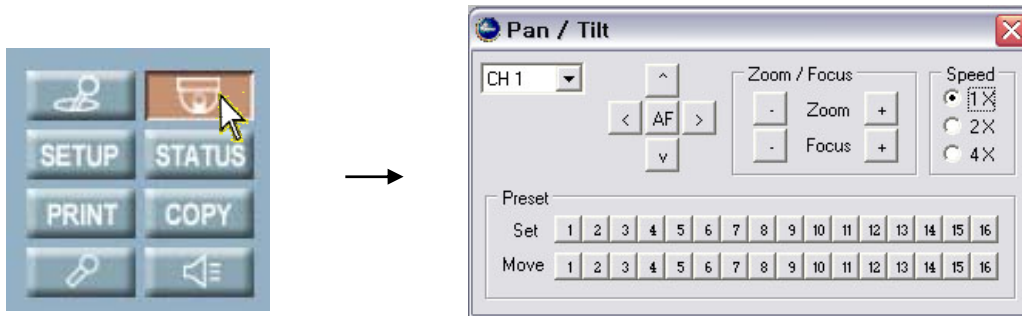 SETUP STATUS
PRINT COPY
Pan / Tilt
CH 1
^
< AF >
v
Zoom / Focus
- Zoom +
- Focus +
Speed
1X
2X
4X
Preset
Set 1 2 3 4 5 6 7 8 9 10 11 12 13 14 15 16
Move 1 2 3 4 5 6 7 8 9 10 11 12 13 14 15 16